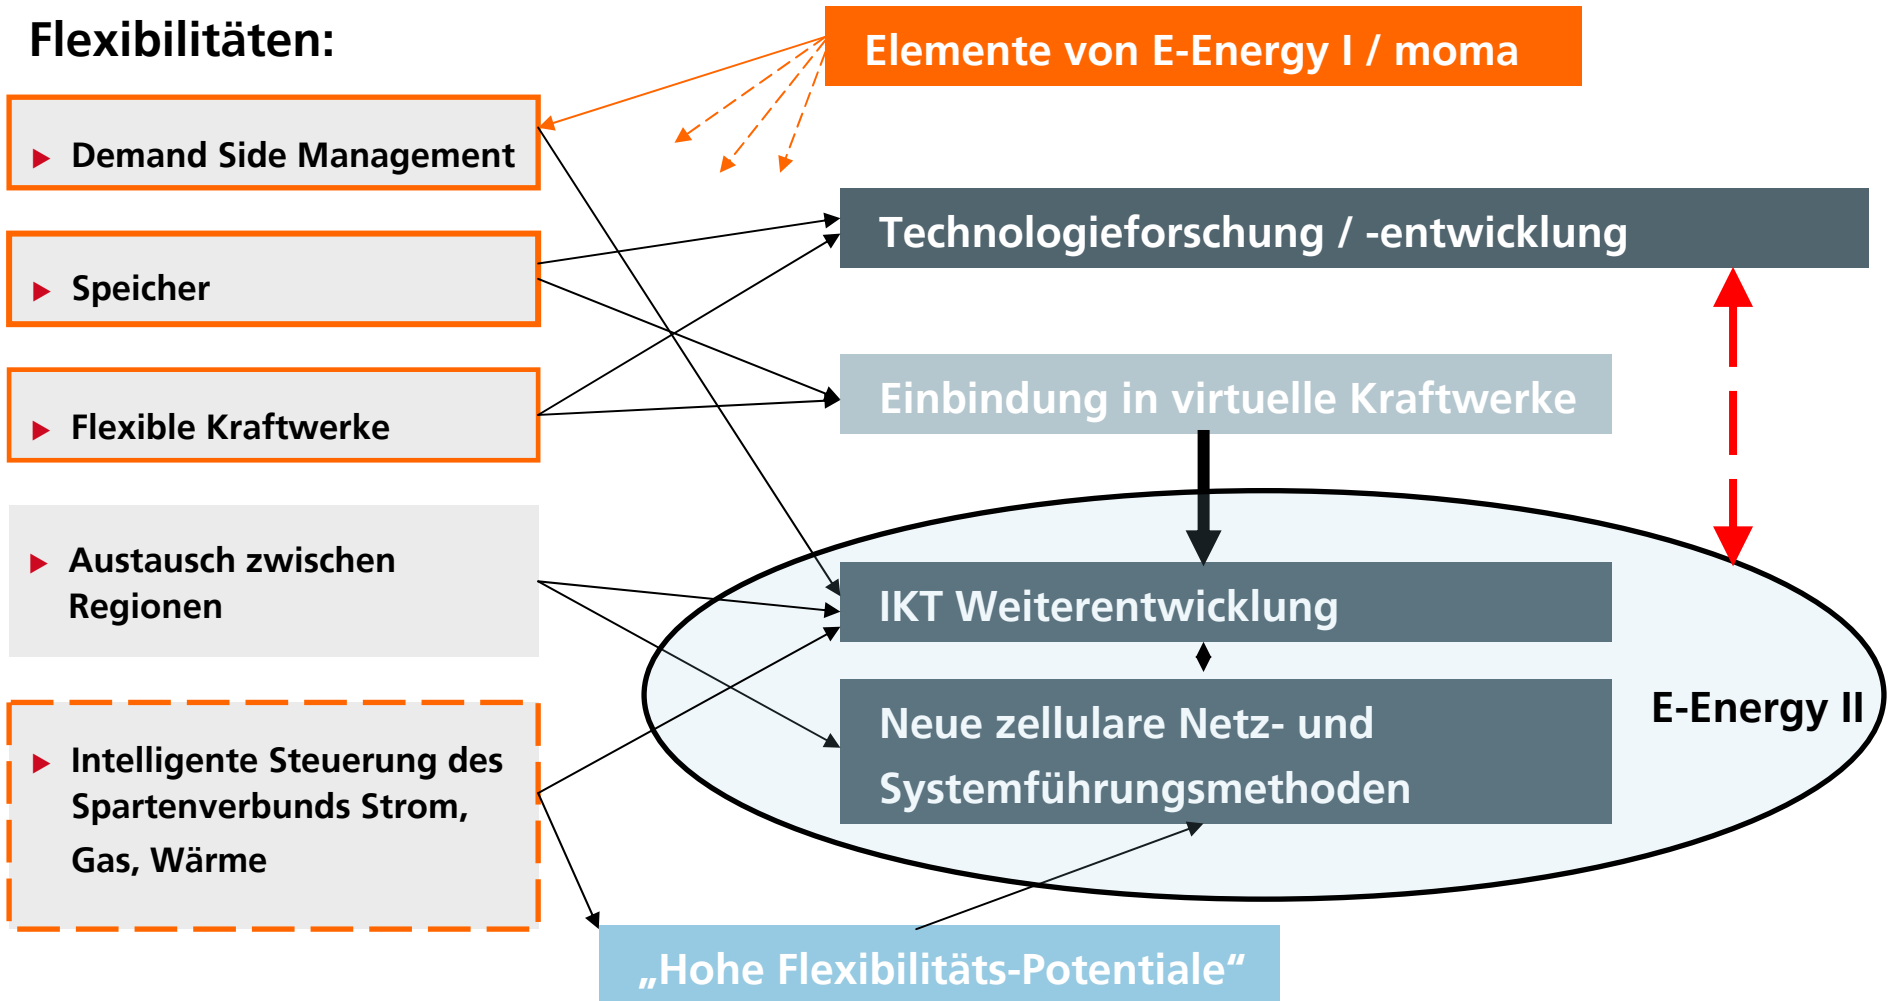 Flexibilitäten:
Elemente von E-Energy I / moma
Demand Side Management
Technologieforschung / -entwicklung
Speicher
Einbindung in virtuelle Kraftwerke
Flexible Kraftwerke
Austausch zwischen
Regionen
IKT Weiterentwicklung
Neue zellulare Netz- und
Systemführungsmethoden
E-Energy II
Intelligente Steuerung des
Spartenverbunds Strom,
Gas, Wärme
„Hohe Flexibilitäts-Potentiale“